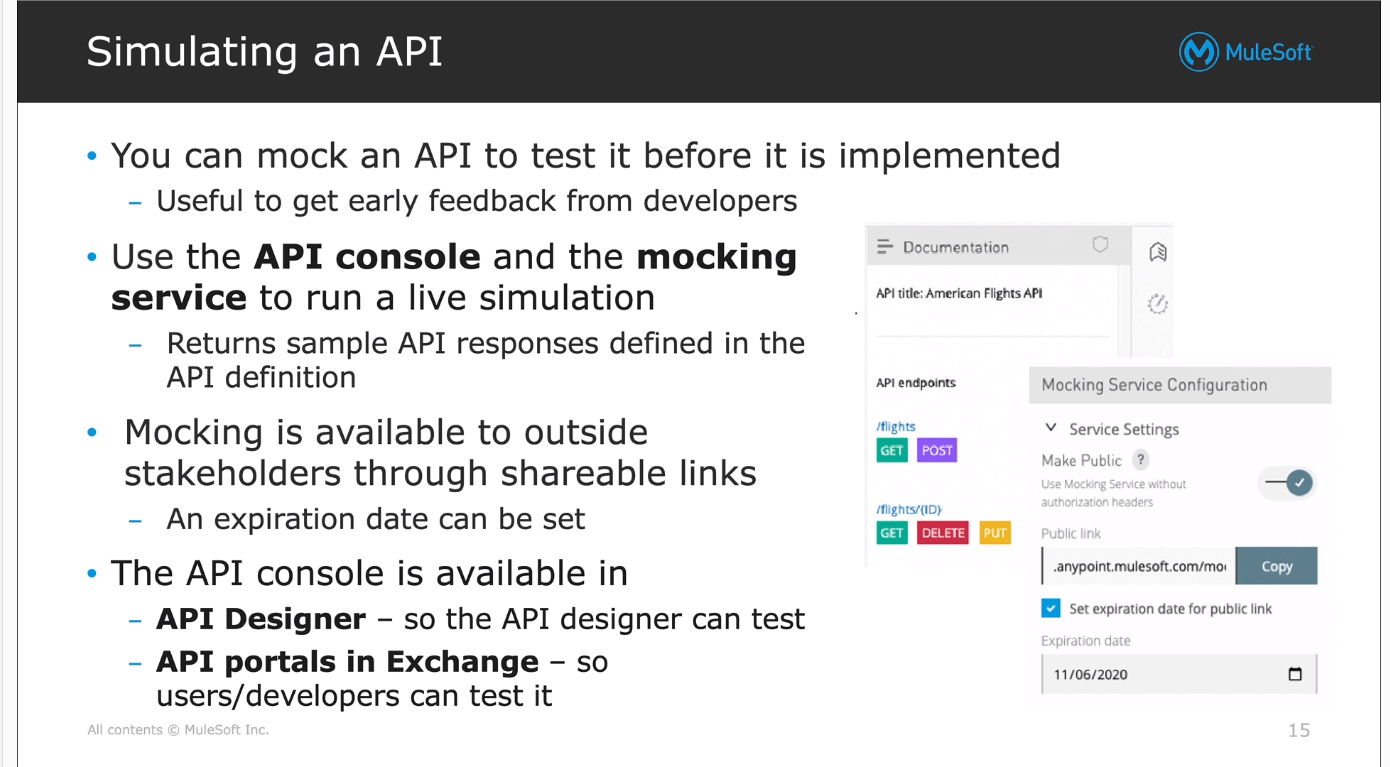 Simulating an API
MuleSoft
• You can mock an API to test it before it is implemented
– Useful to get early feedback from developers
• Use the API console and the mocking
service to run a live simulation
– Returns sample API responses defined in the
API definition
• Mocking is available to outside
stakeholders through shareable links
– An expiration date can be set
• The API console is available in
– API Designer – so the API designer can test
– API portals in Exchange – so
users/developers can test it
Documentation
API title: American Flights API
API endpoints
/flights
GET POST
/flights/{ID}
GET DELETE PUT
Mocking Service Configuration
Service Settings
Make Public ?
Use Mocking Service without
authorization headers
Public link
.anypoint.mulesoft.com/mo
Copy
Set expiration date for public link
Expiration date
11/06/2020
All contents © MuleSoft Inc.
15